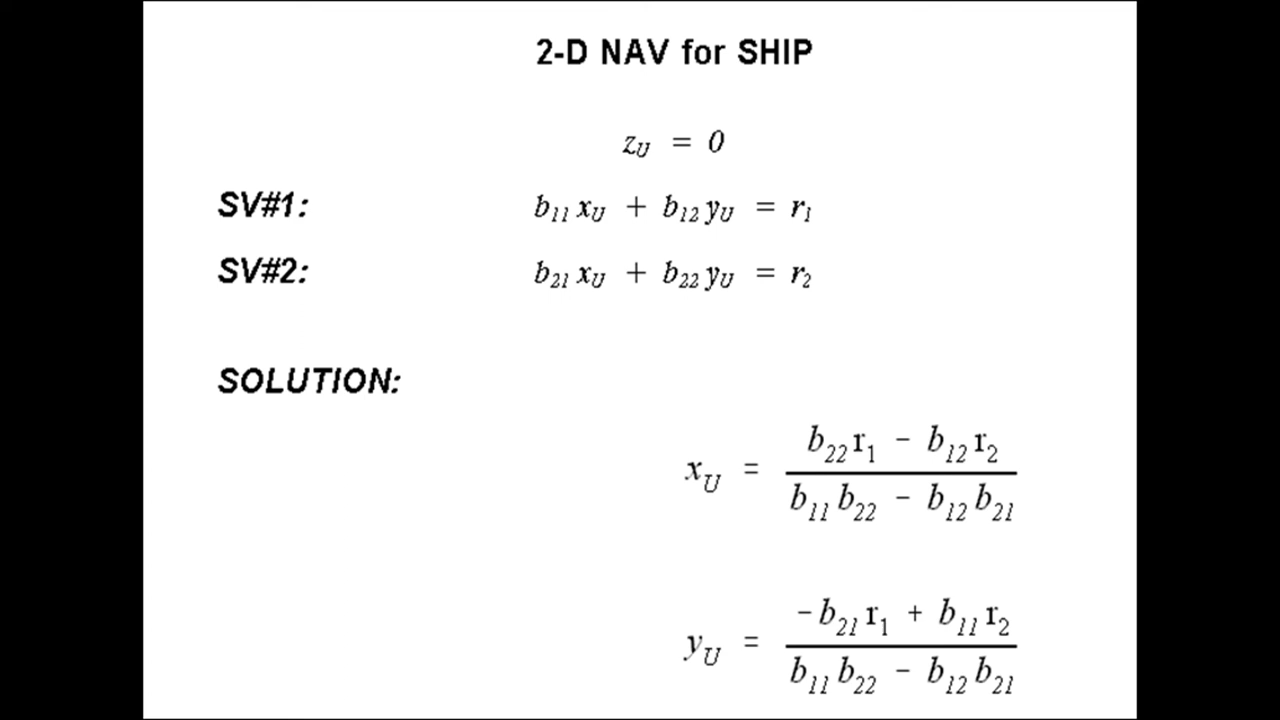 2-D NAV for SHIP
z_U = 0
SV#1: b_11 x_U + b_12 y_U = r_1
SV#2: b_21 x_U + b_22 y_U = r_2
SOLUTION:
x_U = (b_22 r_1 - b_12 r_2) / (b_11 b_22 - b_12 b_21)
y_U = (-b_21 r_1 + b_11 r_2) / (b_11 b_22 - b_12 b_21)